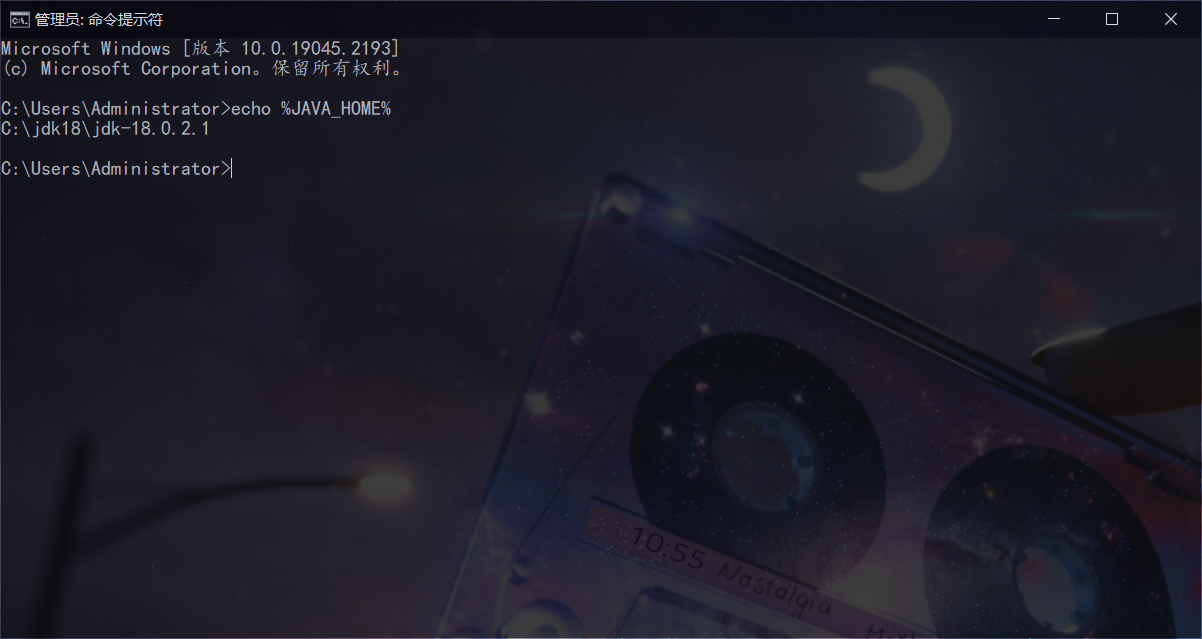 管理员: 命令提示符
Microsoft Windows [版本 10.0.19045.2193]
(c) Microsoft Corporation。保留所有权利。
C:\Users\Administrator>echo %JAVA_HOME%
C:\jdk18\jdk-18.0.2.1
C:\Users\Administrator>
10:55 Nostalgia